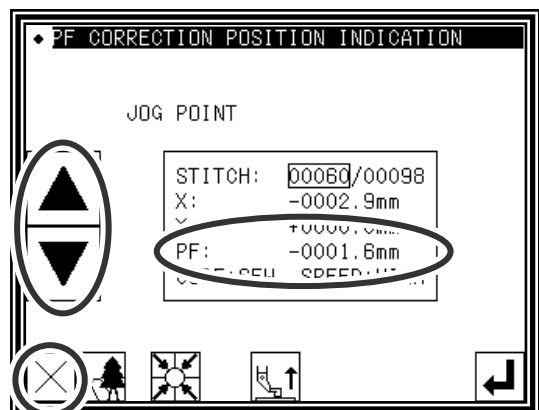 PF CORRECTION POSITION INDICATION
JOG POINT
STITCH: 00060/00098
X: -0002.9mm
PF: -0001.6mm